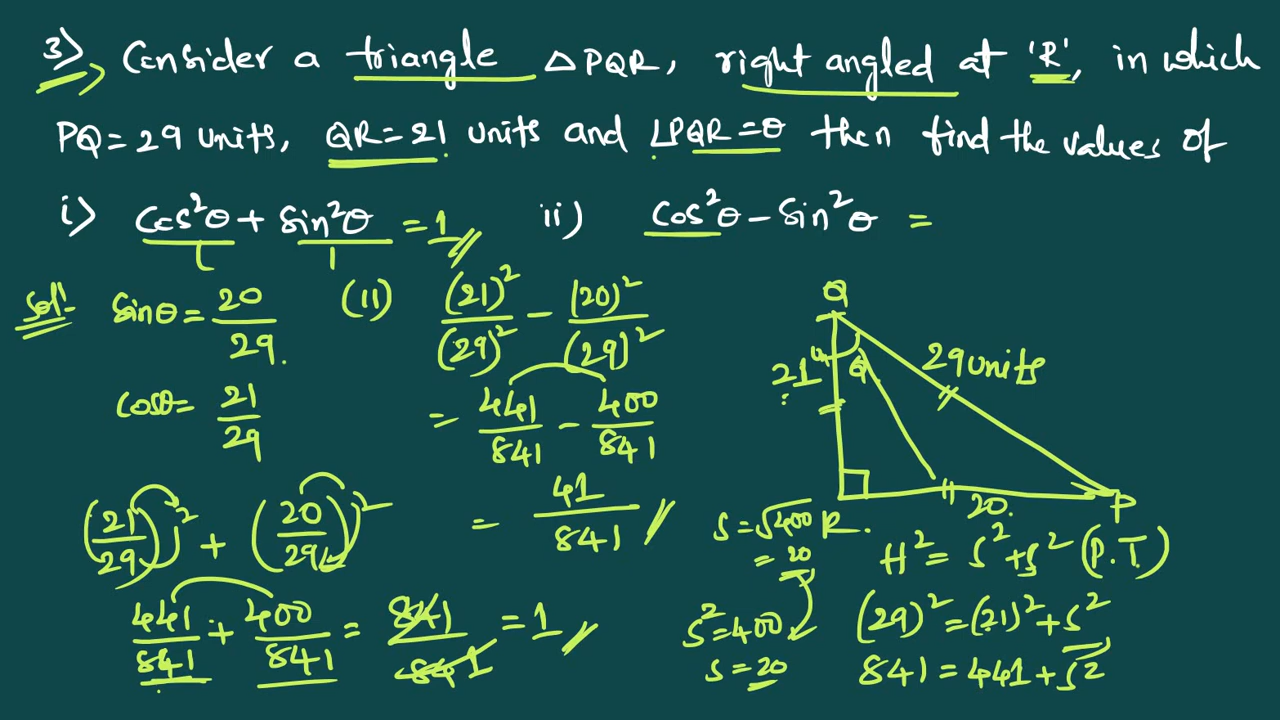 3) Consider a triangle △PQR, right angled at 'R', in which
PQ = 29 units, QR = 21 units and ∠PQR = θ then find the values of
i) Cos²θ + Sin²θ = 1 ii) Cos²θ − Sin²θ =
Sol: Sinθ = 20/29
Cosθ = 21/29
(21/29)² + (20/29)²
441/841 + 400/841 = 841/841 = 1
(ii) (21)²/(29)² − (20)²/(29)²
= 441/841 − 400/841
= 41/841
Q
21 θ 29 units
R 20 P
S = √400
= 20
S² = 400
S = 20
H² = S² + S² (P.T)
(29)² = (21)² + S²
841 = 441 + S²